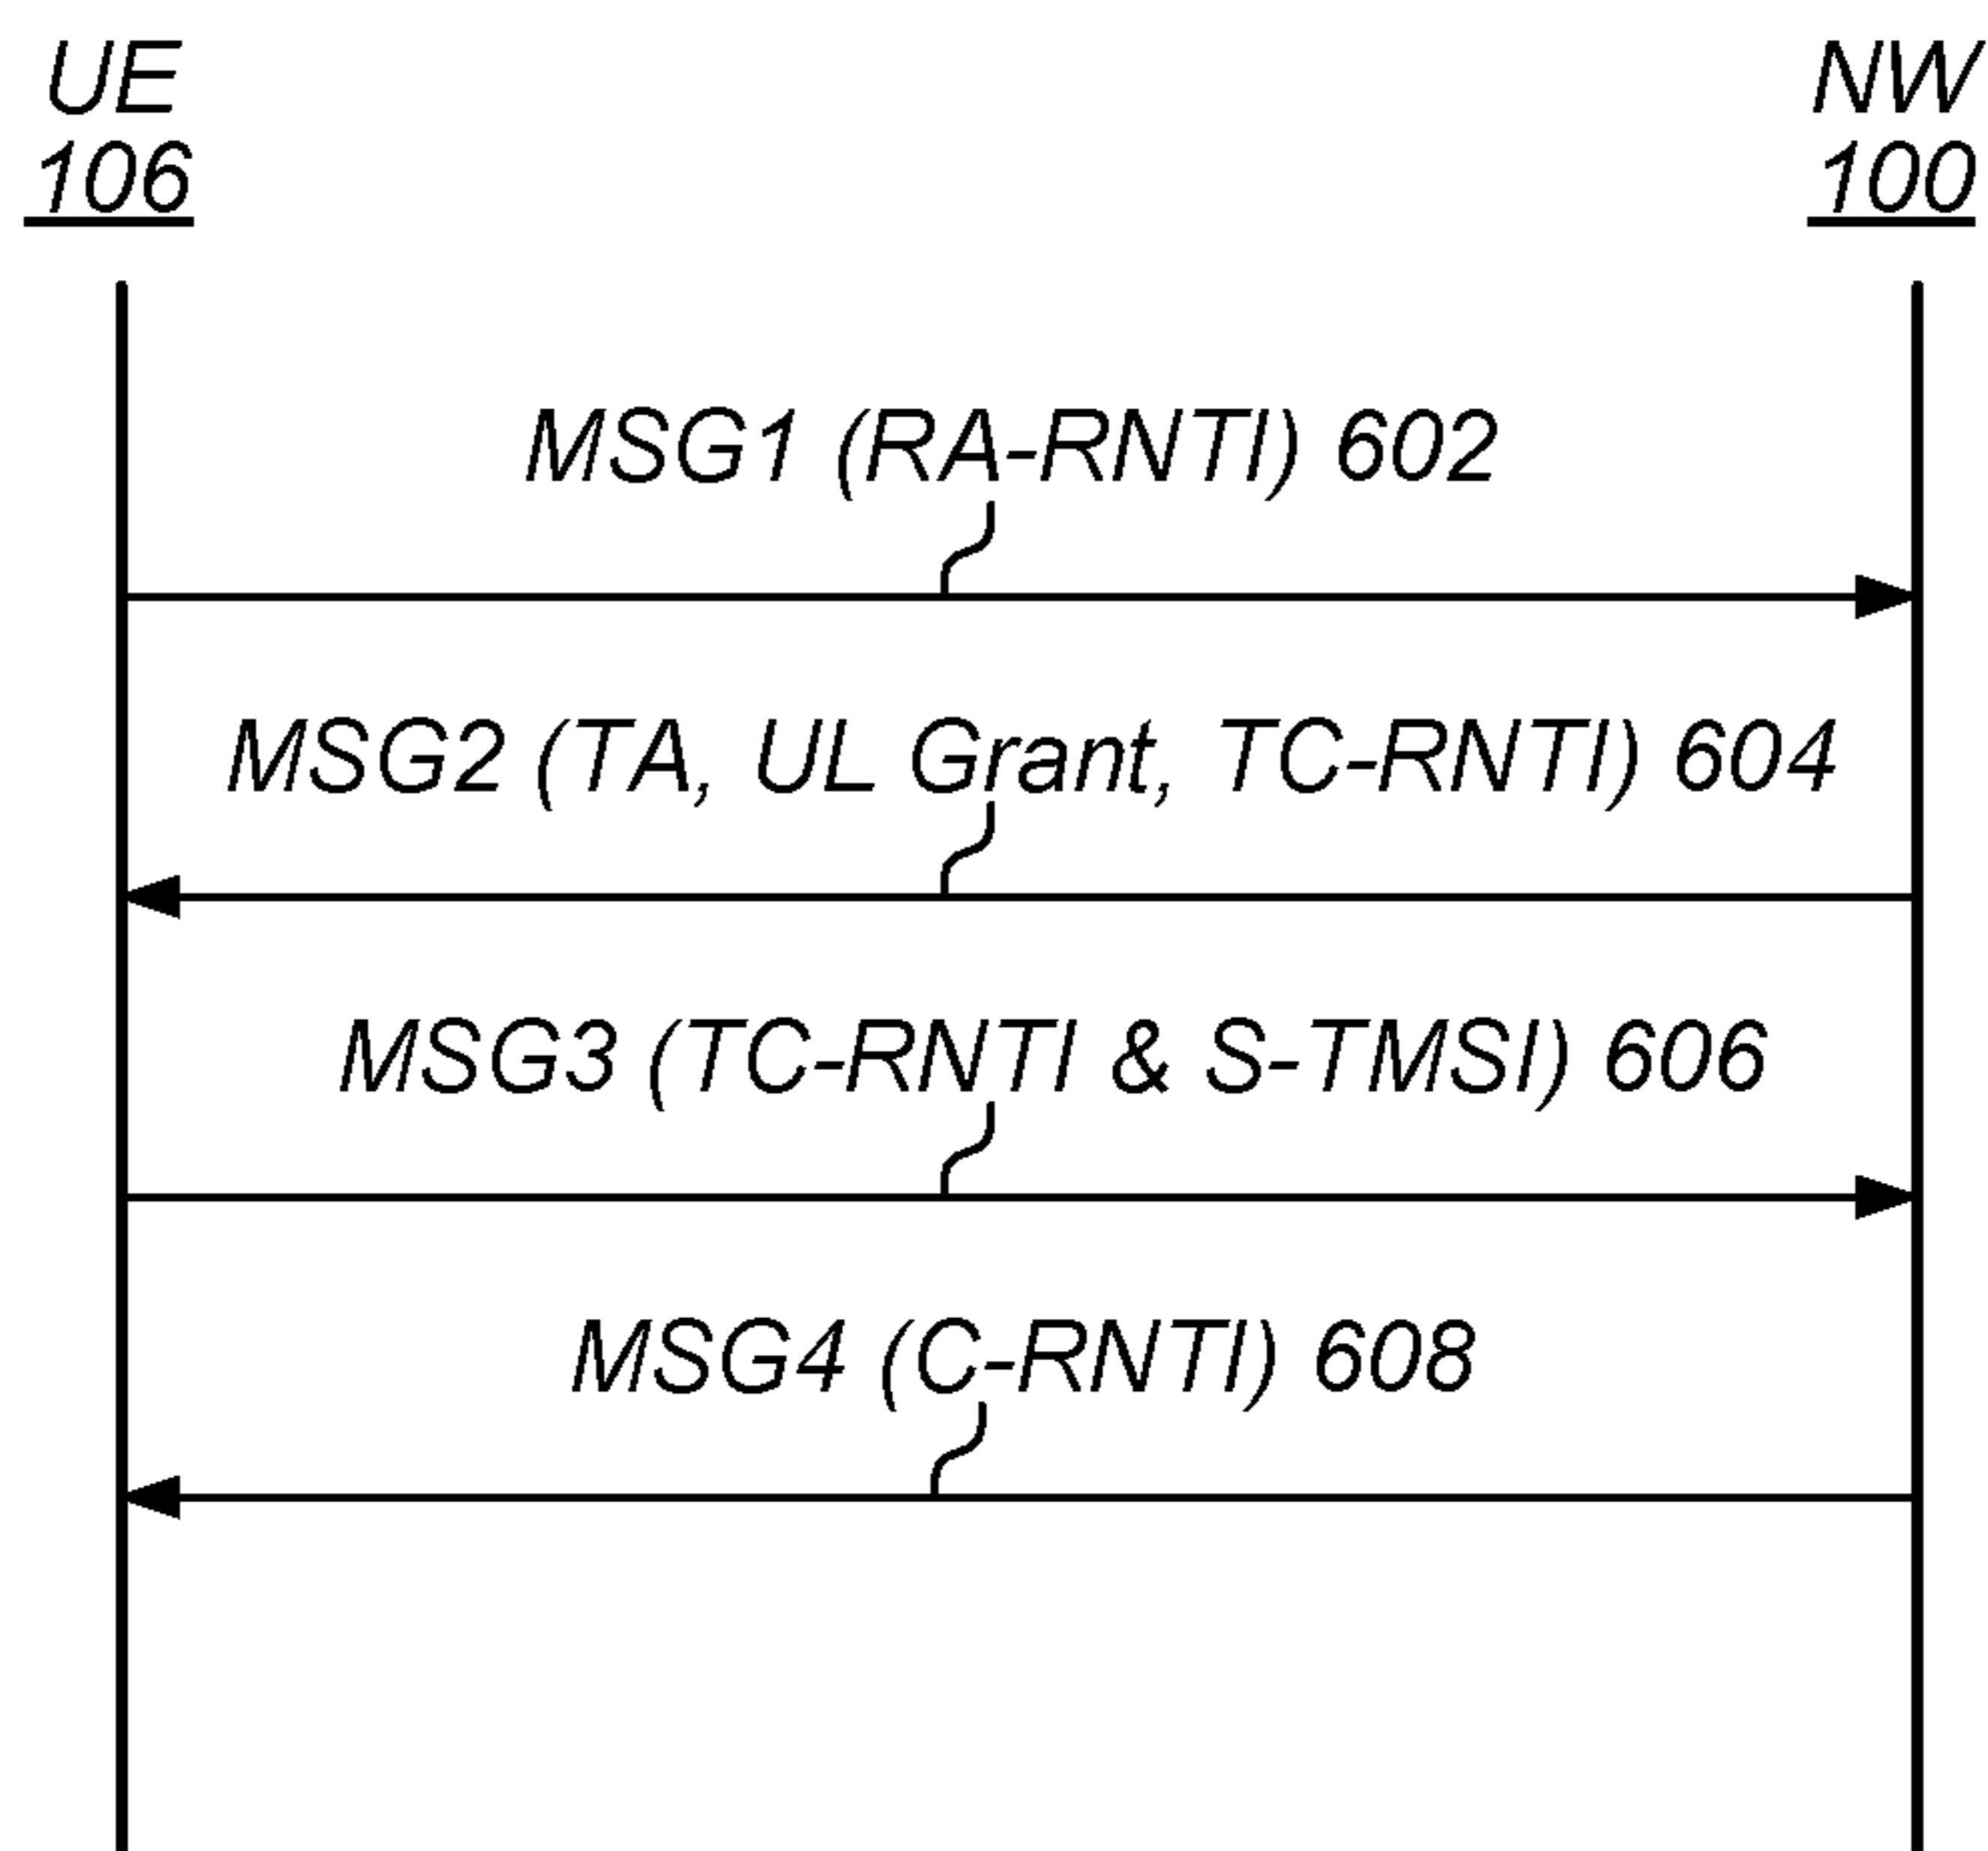 UE
106
NW
100
MSG1 (RA-RNTI) 602
MSG2 (TA, UL Grant, TC-RNTI) 604
MSG3 (TC-RNTI & S-TMSI) 606
MSG4 (C-RNTI) 608